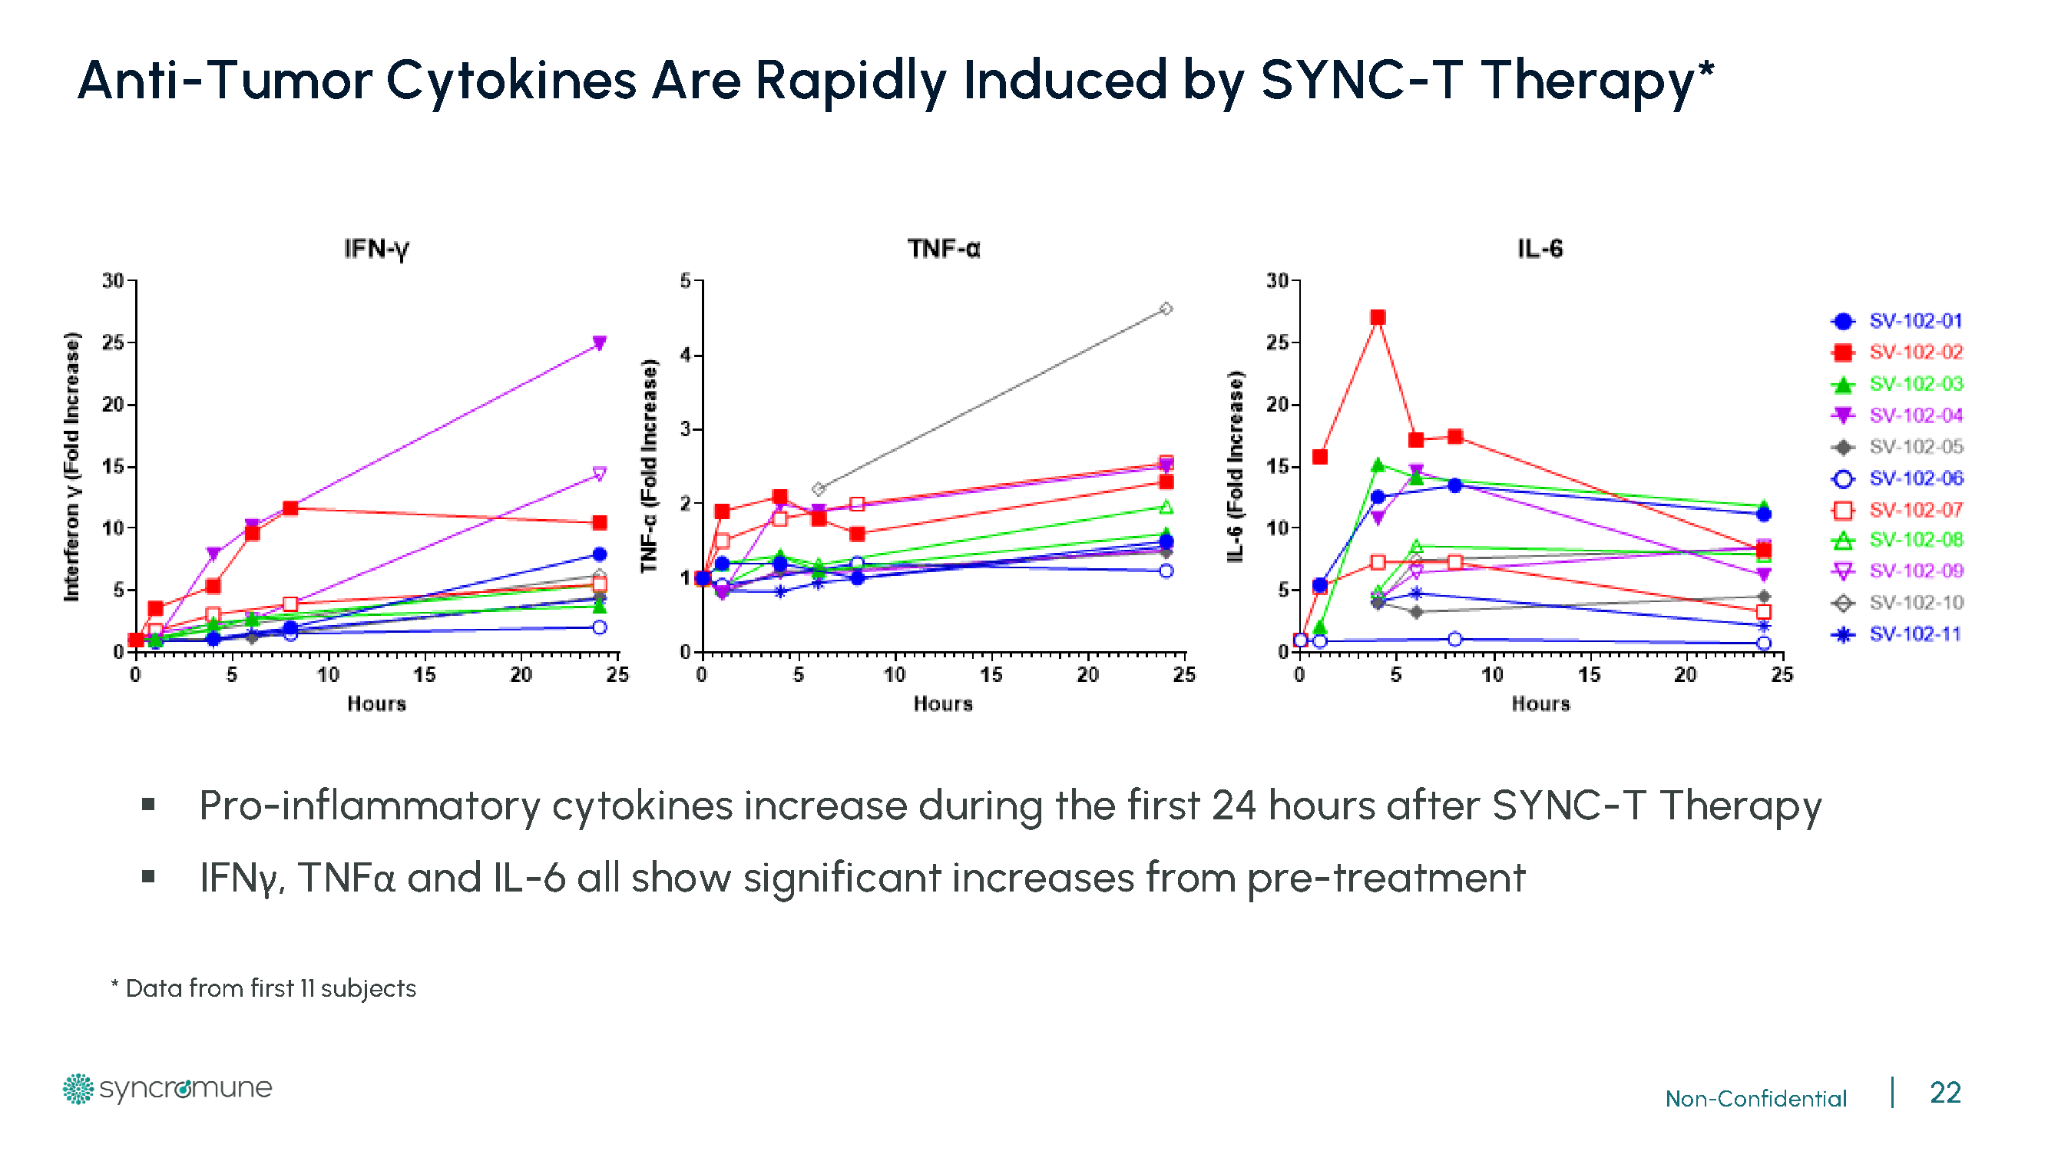 Anti-Tumor Cytokines Are Rapidly Induced by SYNC-T Therapy*
IFN-γ
30
25
20
15
10
5
0
0 5 10 15 20 25
Interferon γ (Fold Increase)
Hours
TNF-α
5
4
3
2
1
0
0 5 10 15 20 25
TNF-α (Fold Increase)
Hours
IL-6
30
25
20
15
10
5
0
0 5 10 15 20 25
IL-6 (Fold Increase)
Hours
SV-102-01
SV-102-02
SV-102-03
SV-102-04
SV-102-05
SV-102-06
SV-102-07
SV-102-08
SV-102-09
SV-102-10
SV-102-11
▪ Pro-inflammatory cytokines increase during the first 24 hours after SYNC-T Therapy
▪ IFNγ, TNFα and IL-6 all show significant increases from pre-treatment
* Data from first 11 subjects
syncromune
Non-Confidential | 22